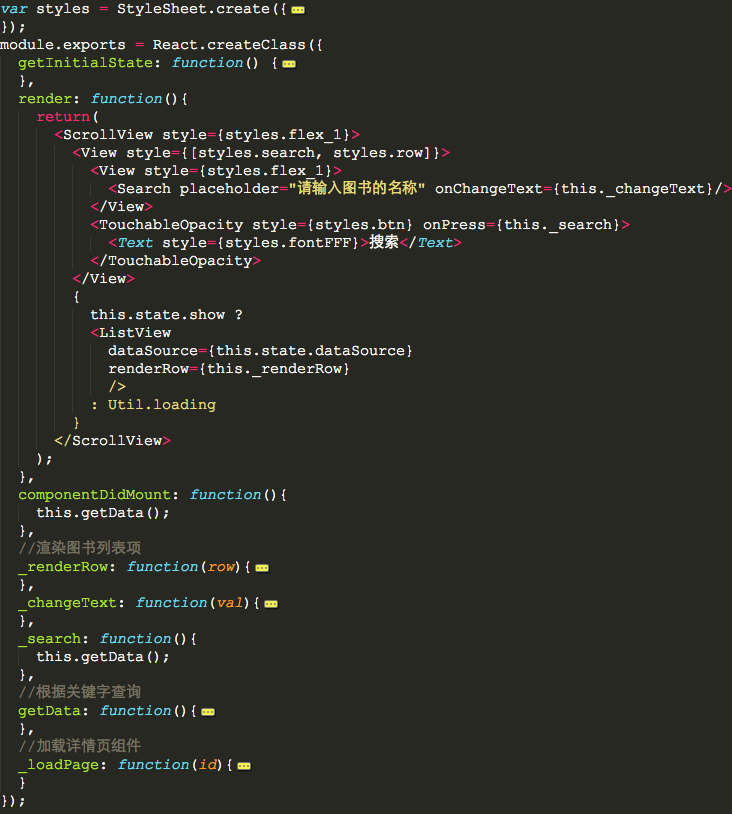 var styles = StyleSheet.create({
});
module.exports = React.createClass({
  getInitialState: function() {
  },
  render: function(){
    return(
      <ScrollView style={styles.flex_1}>
        <View style={[styles.search, styles.row]}>
          <View style={styles.flex_1}>
            <Search placeholder="请输入图书的名称" onChangeText={this._changeText}/>
          </View>
          <TouchableOpacity style={styles.btn} onPress={this._search}>
            <Text style={styles.fontFFF}>搜索</Text>
          </TouchableOpacity>
        </View>
        {
          this.state.show ?
          <ListView
            dataSource={this.state.dataSource}
            renderRow={this._renderRow}
            />
          : Util.loading
        }
      </ScrollView>
    );
  },
  componentDidMount: function(){
    this.getData();
  },
  //渲染图书列表项
  _renderRow: function(row){
  },
  _changeText: function(val){
  },
  _search: function(){
    this.getData();
  },
  //根据关键字查询
  getData: function(){
  },
  //加载详情页组件
  _loadPage: function(id){
  }
});